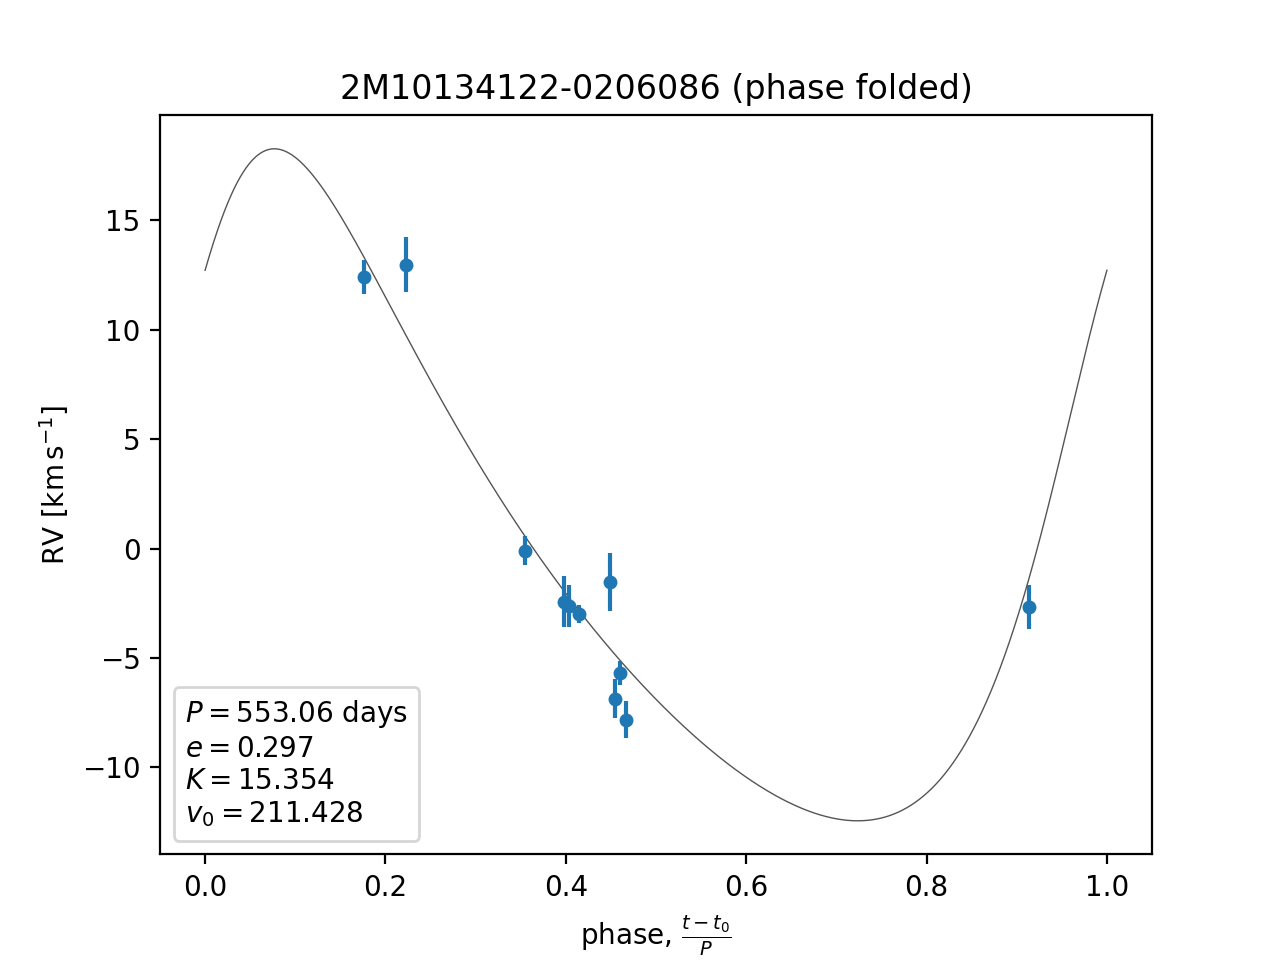 2M10134122-0206086 (phase folded)
RV [km s⁻¹]
15
10
5
0
−5
−10
P = 553.06 days
e = 0.297
K = 15.354
v₀ = 211.428
0.0 0.2 0.4 0.6 0.8 1.0
phase, (t − t₀)/P